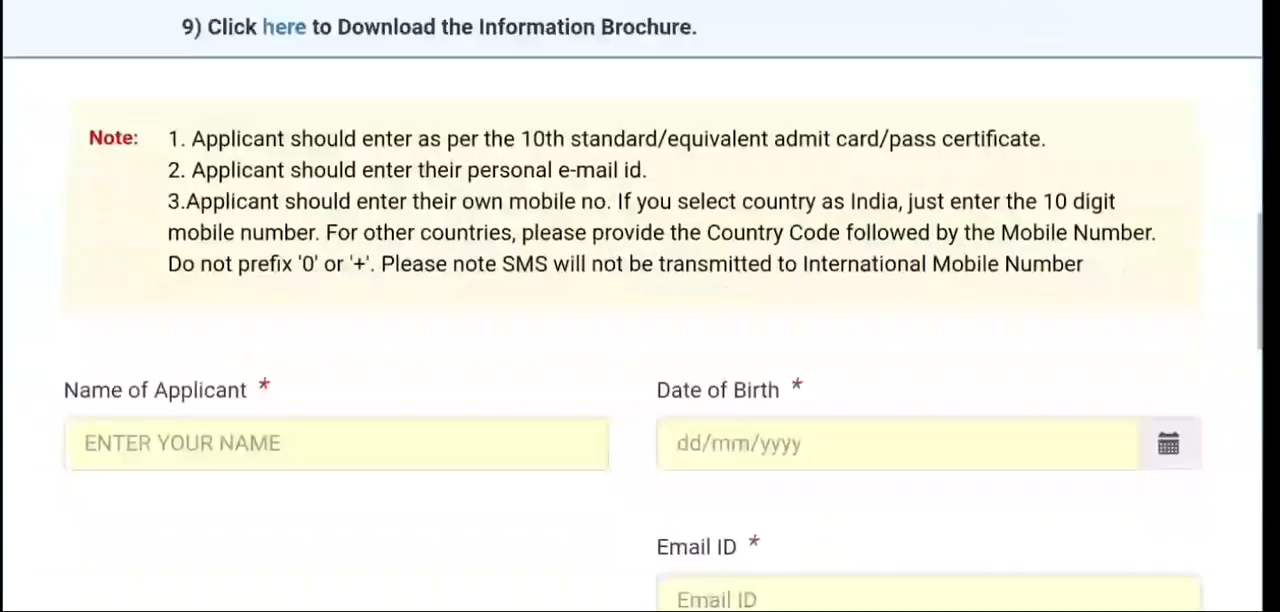 9) Click here to Download the Information Brochure.
Note: 1. Applicant should enter as per the 10th standard/equivalent admit card/pass certificate.
2. Applicant should enter their personal e-mail id.
3.Applicant should enter their own mobile no. If you select country as India, just enter the 10 digit
mobile number. For other countries, please provide the Country Code followed by the Mobile Number.
Do not prefix '0' or '+'. Please note SMS will not be transmitted to International Mobile Number
Name of Applicant * Date of Birth *
ENTER YOUR NAME dd/mm/yyyy
Email ID *
Email ID